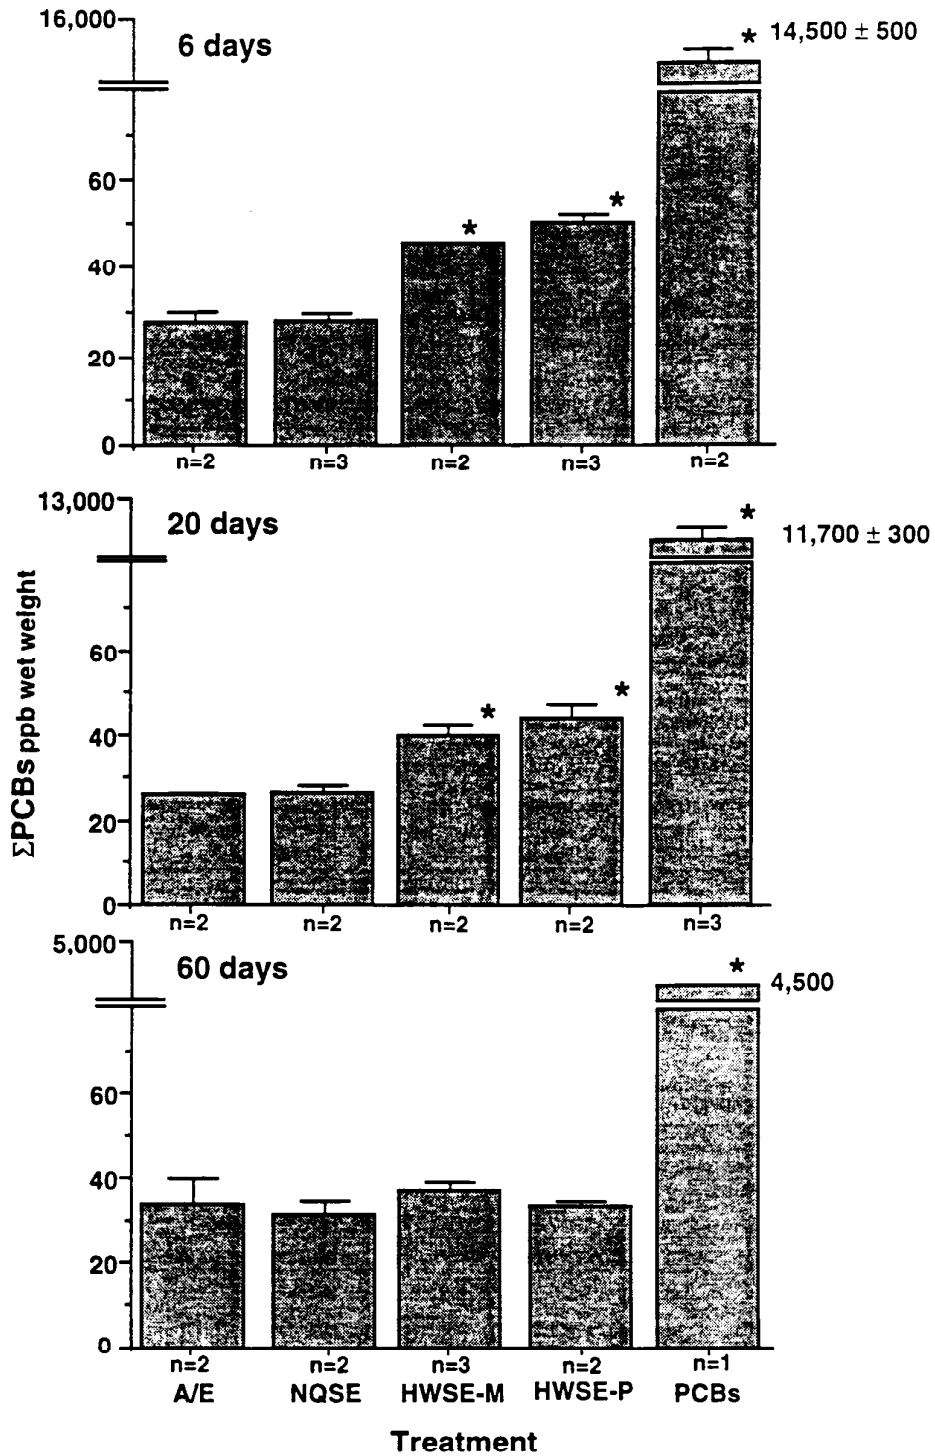 16,000
6 days
* 14,500 ± 500
60
*
*
40
20
0
n=2 n=3 n=2 n=3 n=2
13,000
20 days
*
11,700 ± 300
60
*
*
40
20
0
n=2 n=2 n=2 n=2 n=3
ΣPCBs ppb wet weight
5,000
60 days
*
4,500
60
40
20
0
n=2 n=2 n=3 n=2 n=1
A/E NQSE HWSE-M HWSE-P PCBs
Treatment